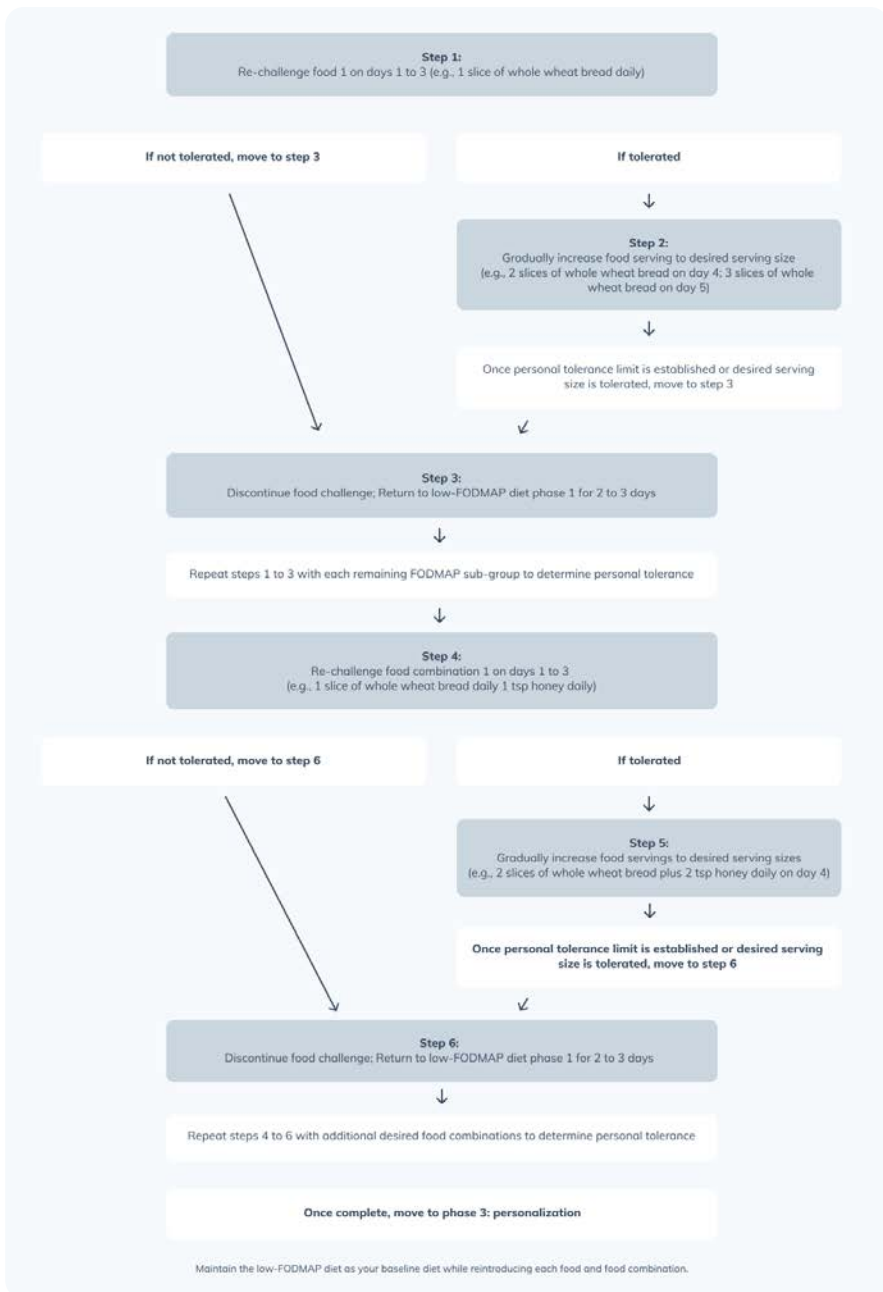 Step 1:
Re-challenge food 1 on days 1 to 3 (e.g., 1 slice of whole wheat bread daily)
If not tolerated, move to step 3
If tolerated
Step 2:
Gradually increase food serving to desired serving size
(e.g., 2 slices of whole wheat bread on day 4; 3 slices of whole
wheat bread on day 5)
Once personal tolerance limit is established or desired serving
size is tolerated, move to step 3
Step 3:
Discontinue food challenge; Return to low-FODMAP diet phase 1 for 2 to 3 days
Repeat steps 1 to 3 with each remaining FODMAP sub-group to determine personal tolerance
Step 4:
Re-challenge food combination 1 on days 1 to 3
(e.g., 1 slice of whole wheat bread daily 1 tsp honey daily)
If not tolerated, move to step 6
If tolerated
Step 5:
Gradually increase food servings to desired serving sizes
(e.g., 2 slices of whole wheat bread plus 2 tsp honey daily on day 4)
Once personal tolerance limit is established or desired serving
size is tolerated, move to step 6
Step 6:
Discontinue food challenge; Return to low-FODMAP diet phase 1 for 2 to 3 days
Repeat steps 4 to 6 with additional desired food combinations to determine personal tolerance
Once complete, move to phase 3: personalization
Maintain the low-FODMAP diet as your baseline diet while reintroducing each food and food combination.